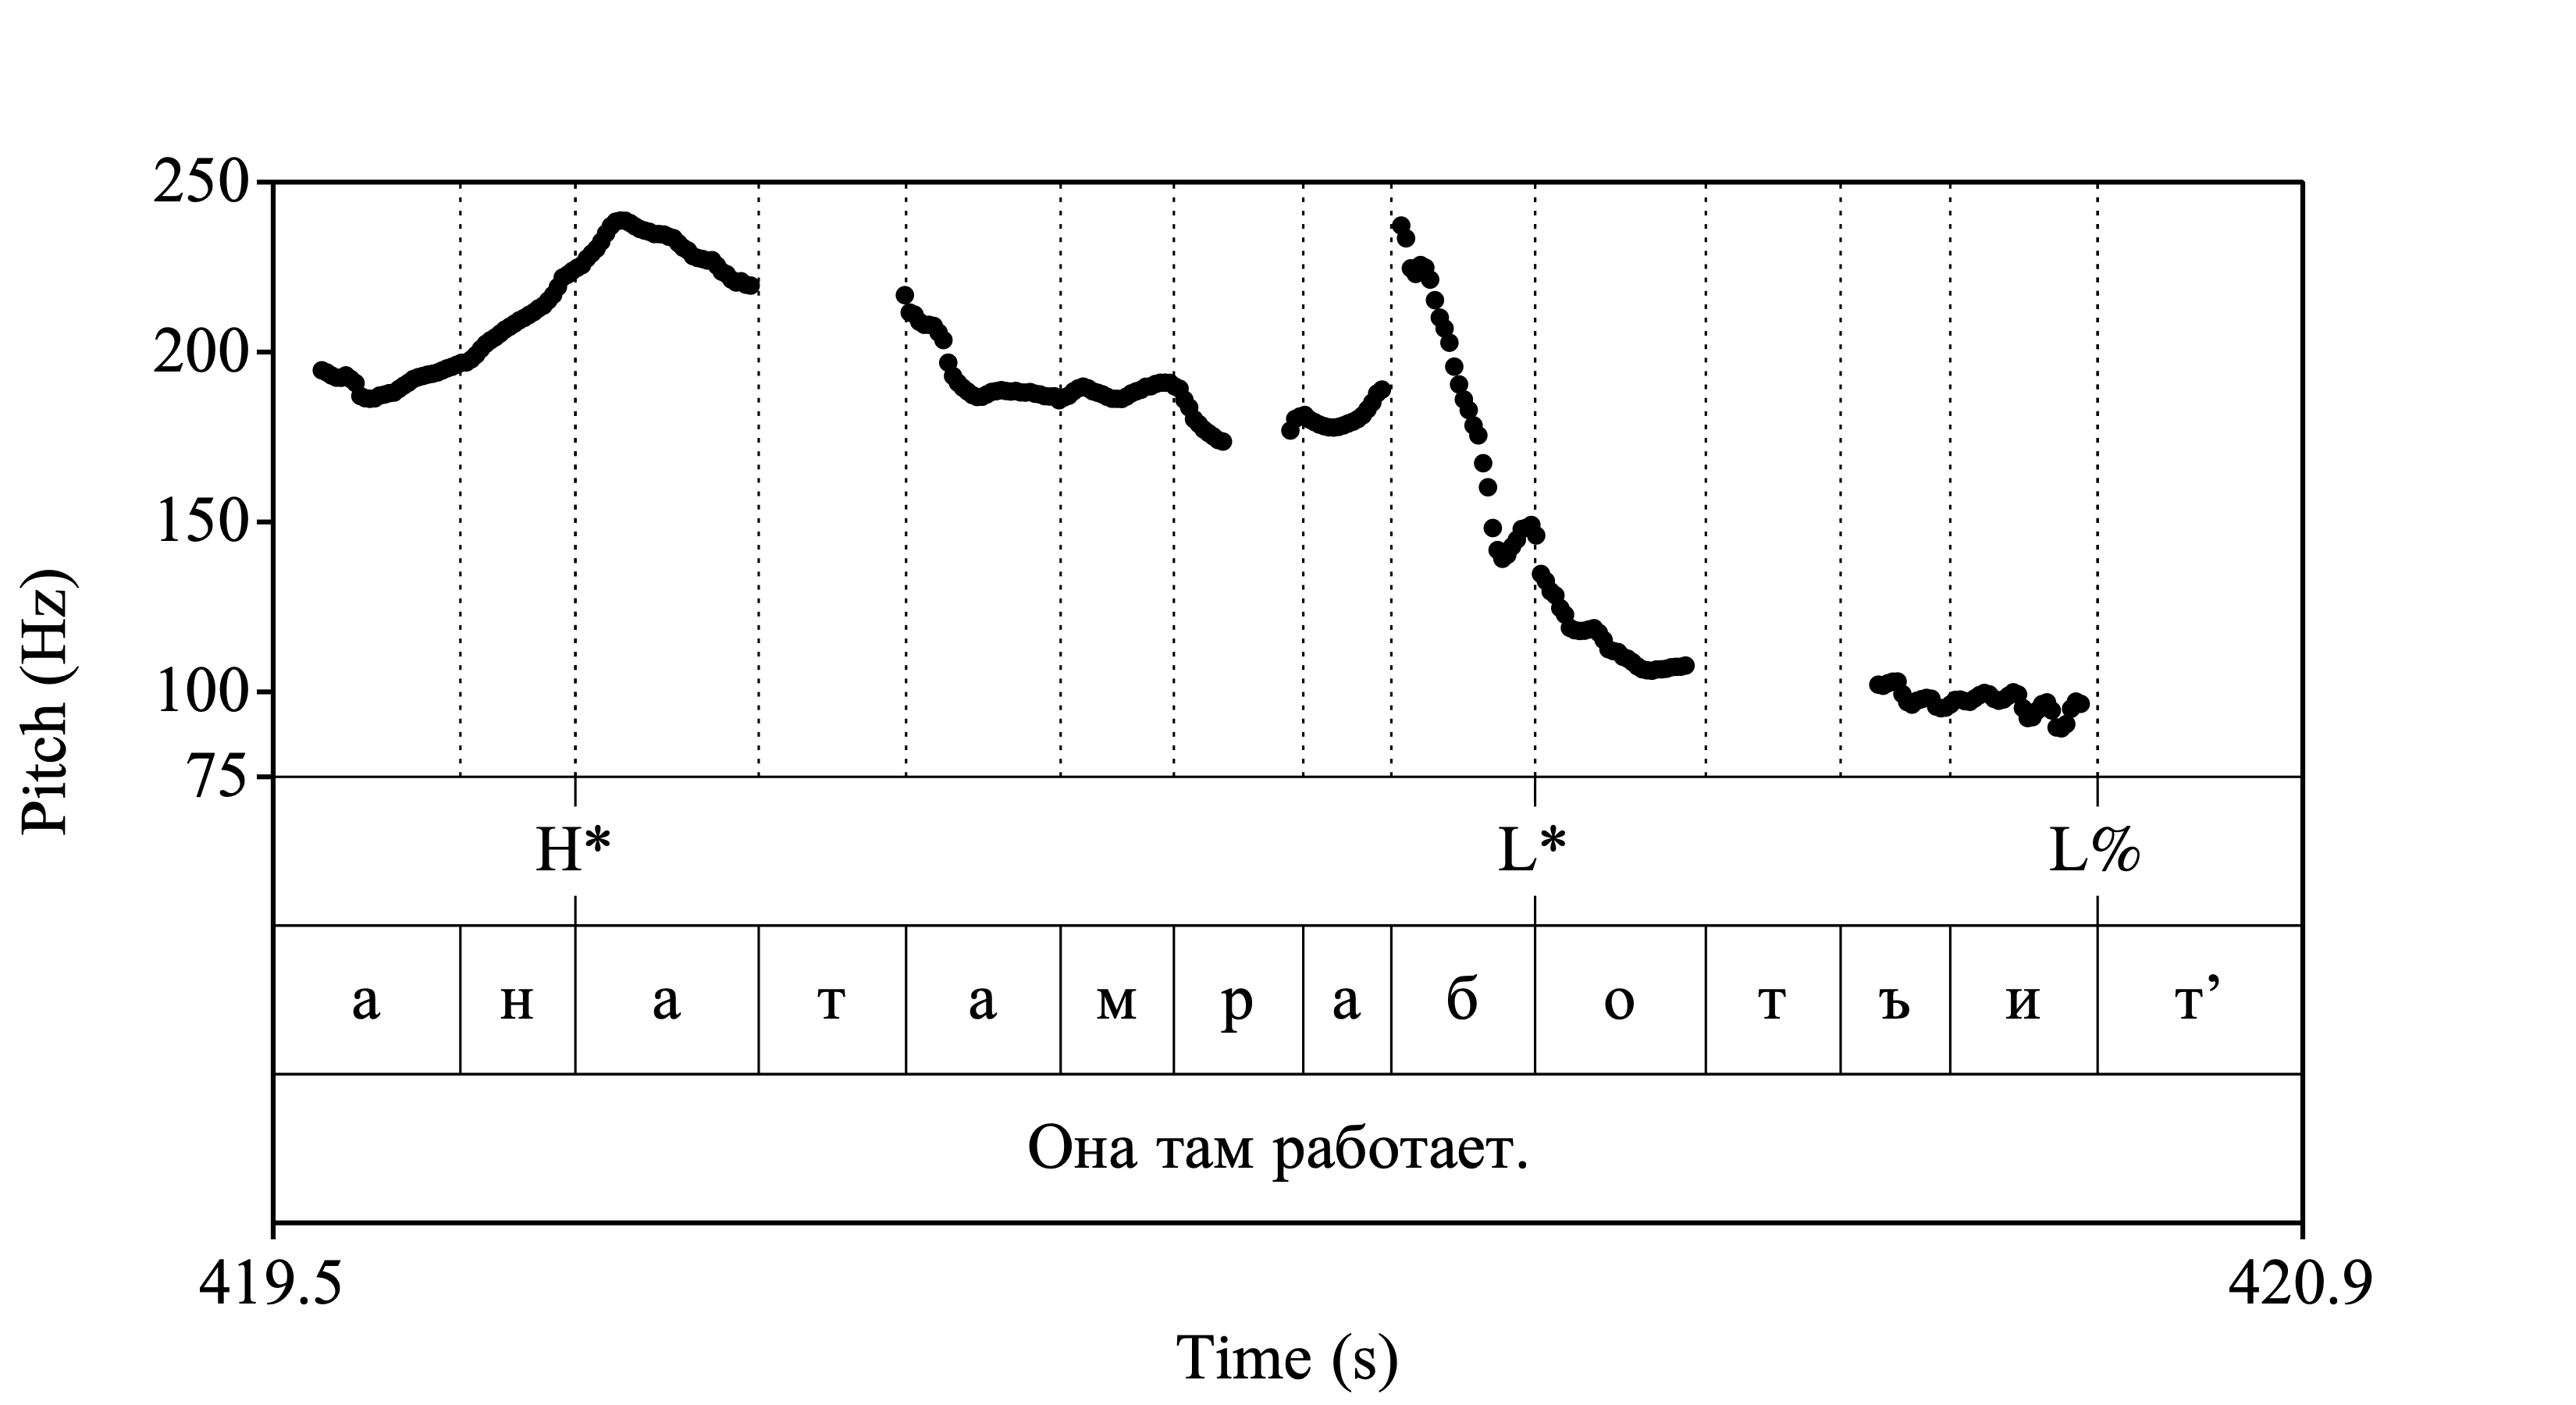 250
200
150
100
75
Pitch (Hz)
H* L* L%
а н а т а м р а б о т ъ и т’
Она там работает.
419.5 420.9
Time (s)